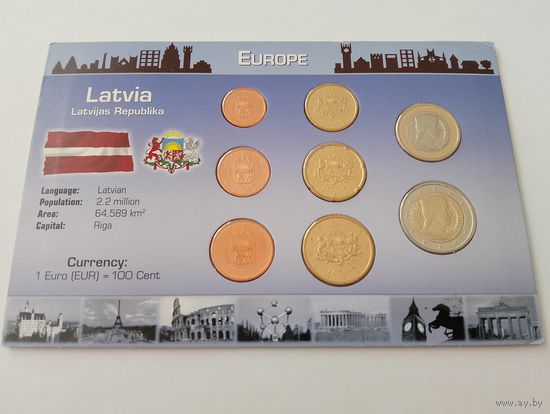 EUROPE
Latvia
Latvijas Republika
Language: Latvian
Population: 2.2 million
Area: 64,589 km²
Capital: Riga
Currency:
1 Euro (EUR) = 100 Cent
www.ay.by